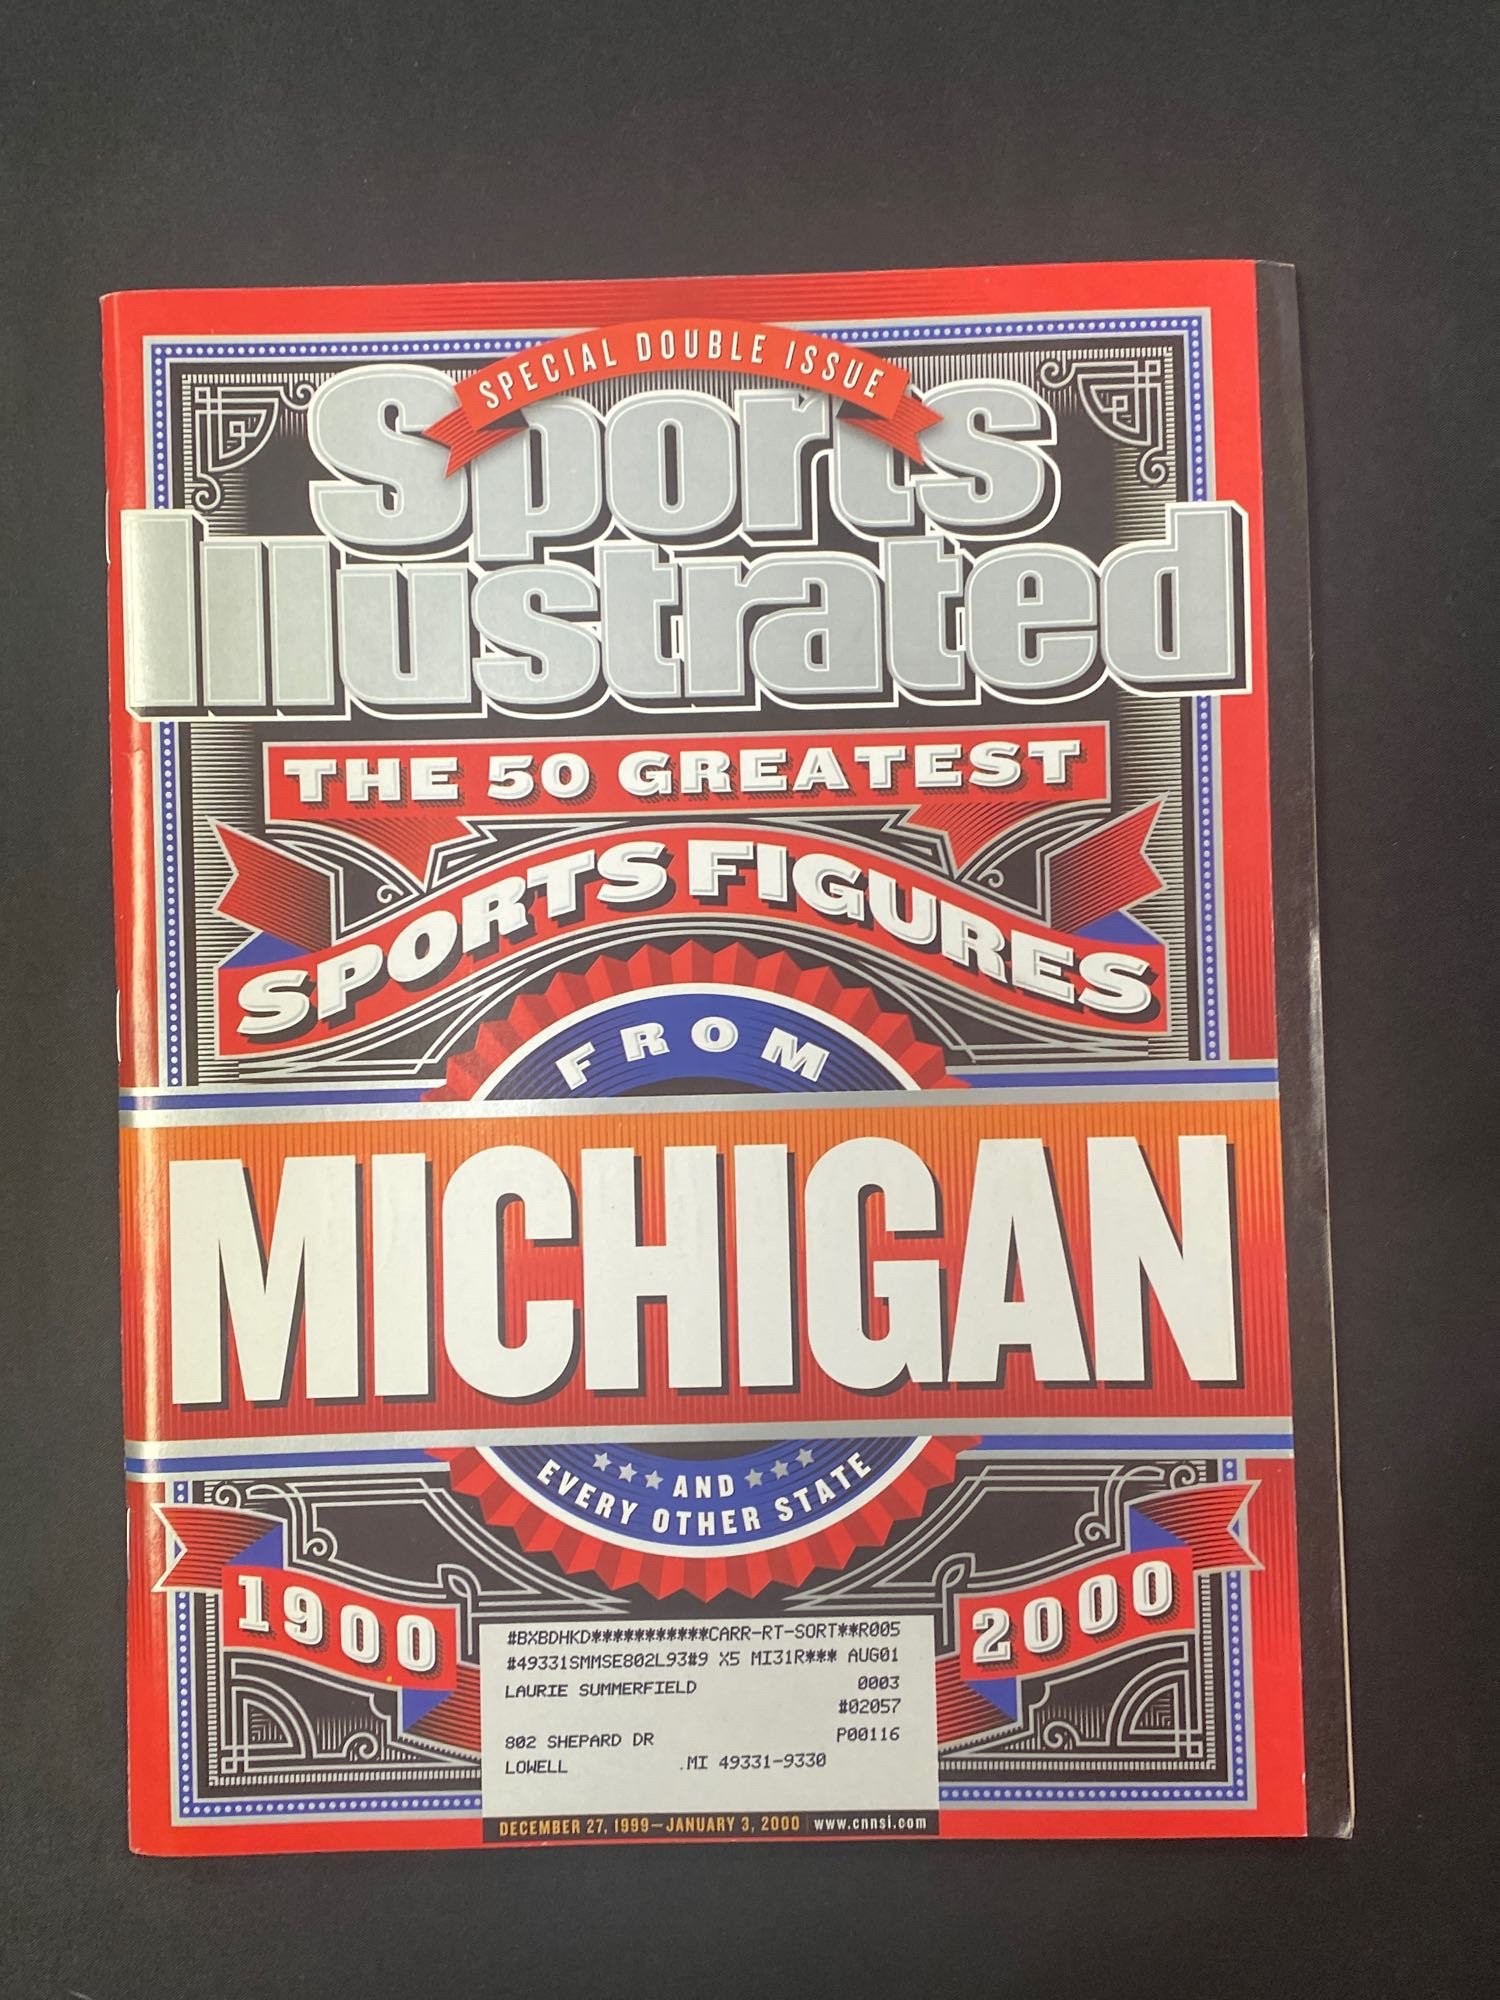 SPECIAL DOUBLE ISSUE
Sports
Illustrated
THE 50 GREATEST
SPORTS FIGURES
FROM
MICHIGAN
AND
EVERY OTHER STATE
1900
2000
#BXBDHKD***********CARR-RT-SORT**R005
#49331SMMSE802L93#9 X5 MI31R*** AUG01
LAURIE SUMMERFIELD 0003
#02057
802 SHEPARD DR P00116
LOWELL .MI 49331-9330
DECEMBER 27, 1999–JANUARY 3, 2000 www.cnnsi.com